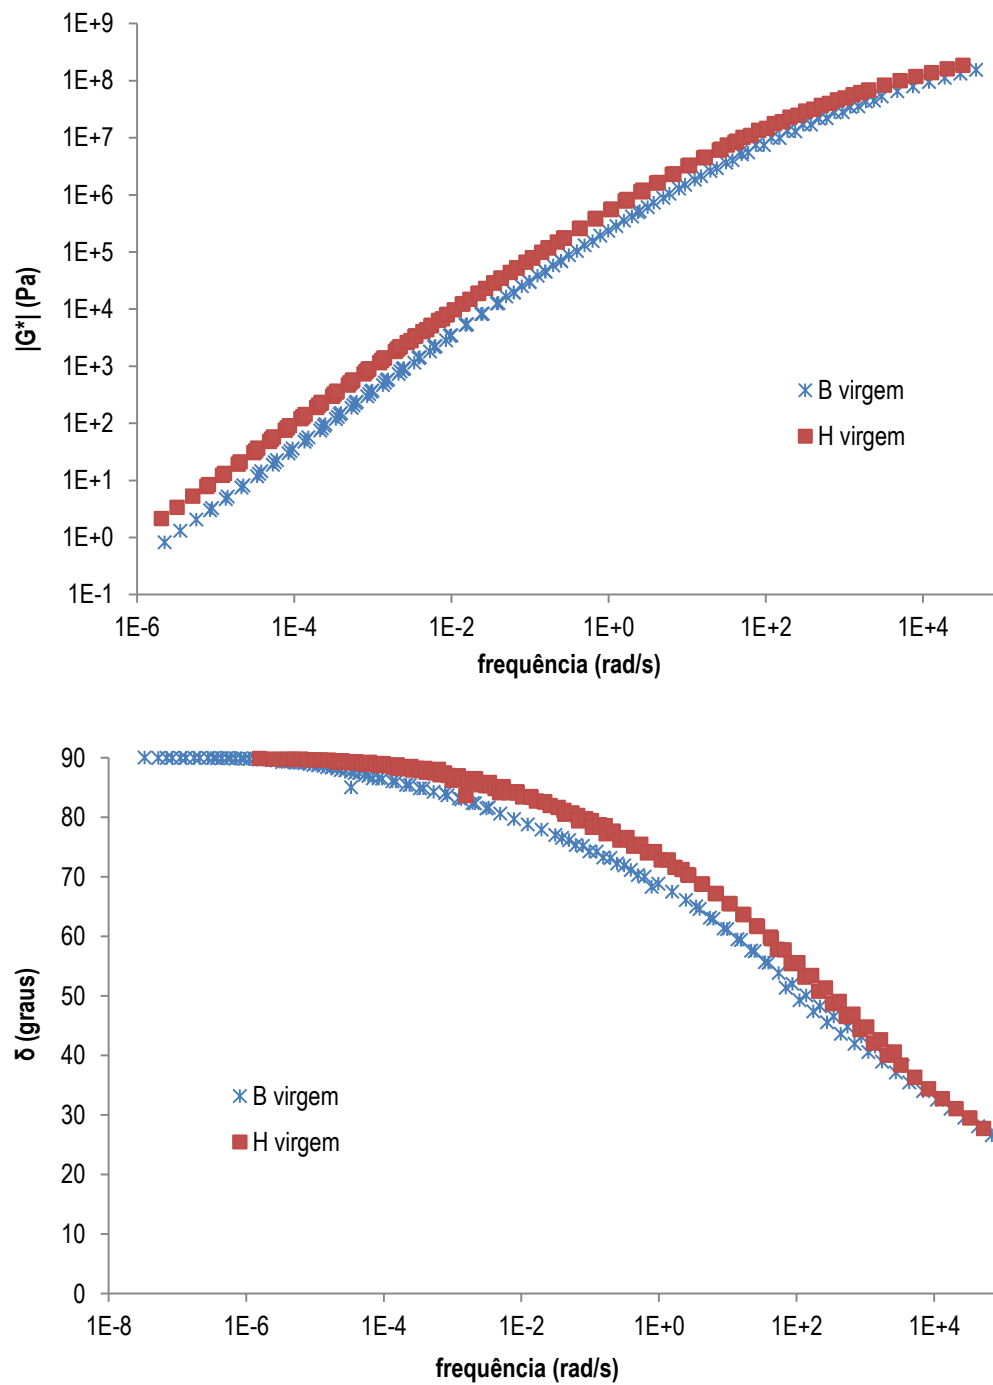 1E+9
1E+8
1E+7
1E+6
1E+5
1E+4
1E+3
1E+2
1E+1
1E+0
1E-1
|G*| (Pa)
B virgem
H virgem
1E-6 1E-4 1E-2 1E+0 1E+2 1E+4
frequência (rad/s)
90
80
70
60
50
40
30
20
10
0
δ (graus)
B virgem
H virgem
1E-8 1E-6 1E-4 1E-2 1E+0 1E+2 1E+4
frequência (rad/s)